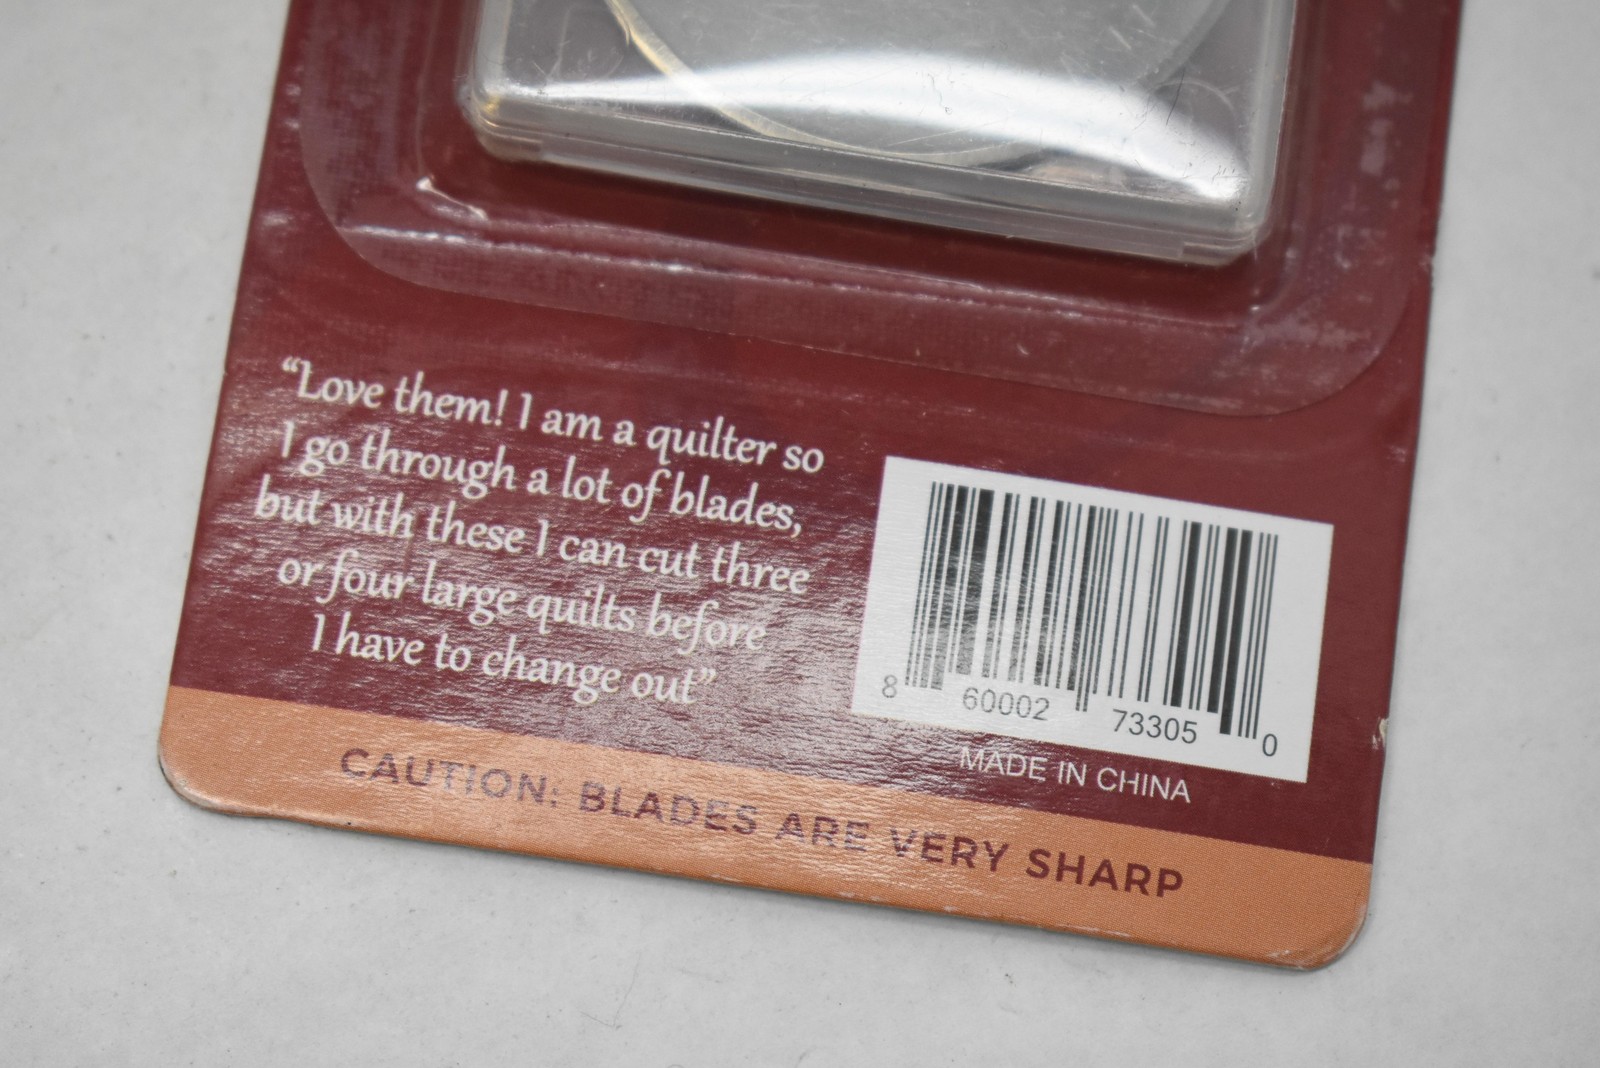 “Love them! I am a quilter so
I go through a lot of blades,
but with these I can cut three
or four large quilts before
I have to change out”
8 60002 73305 0
MADE IN CHINA
CAUTION: BLADES ARE VERY SHARP